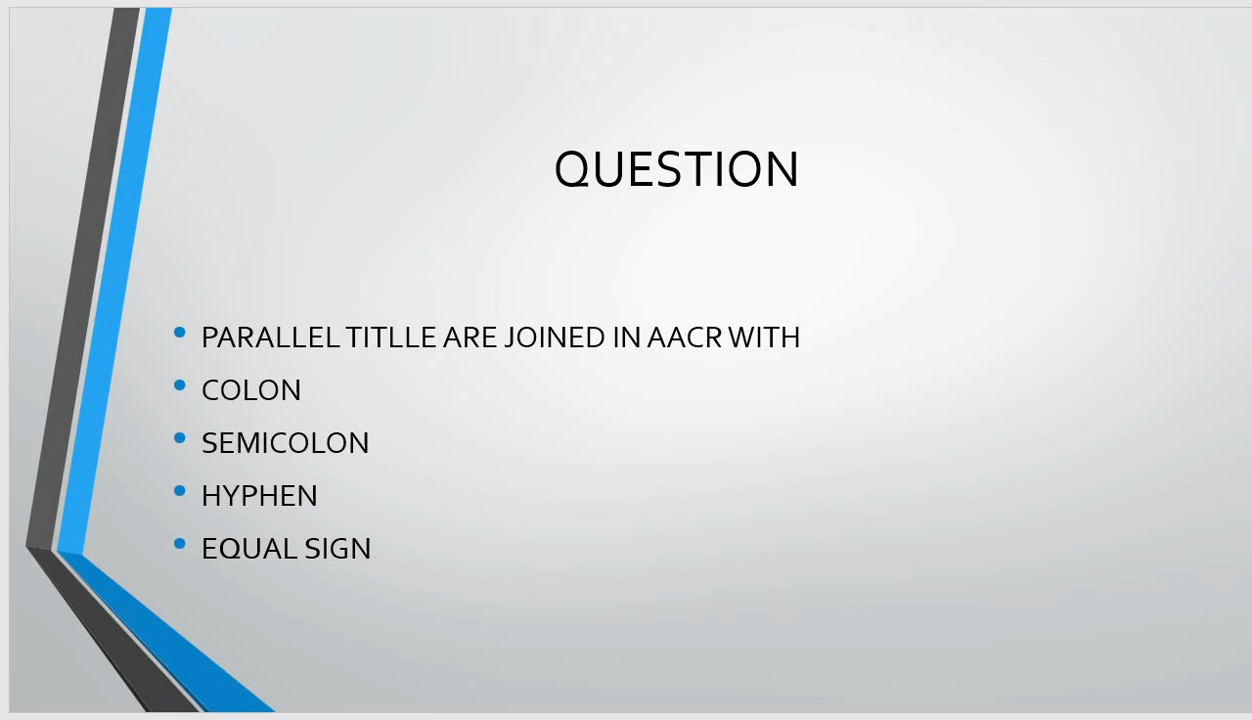 QUESTION
PARALLEL TITLLE ARE JOINED IN AACR WITH
COLON
SEMICOLON
HYPHEN
EQUAL SIGN